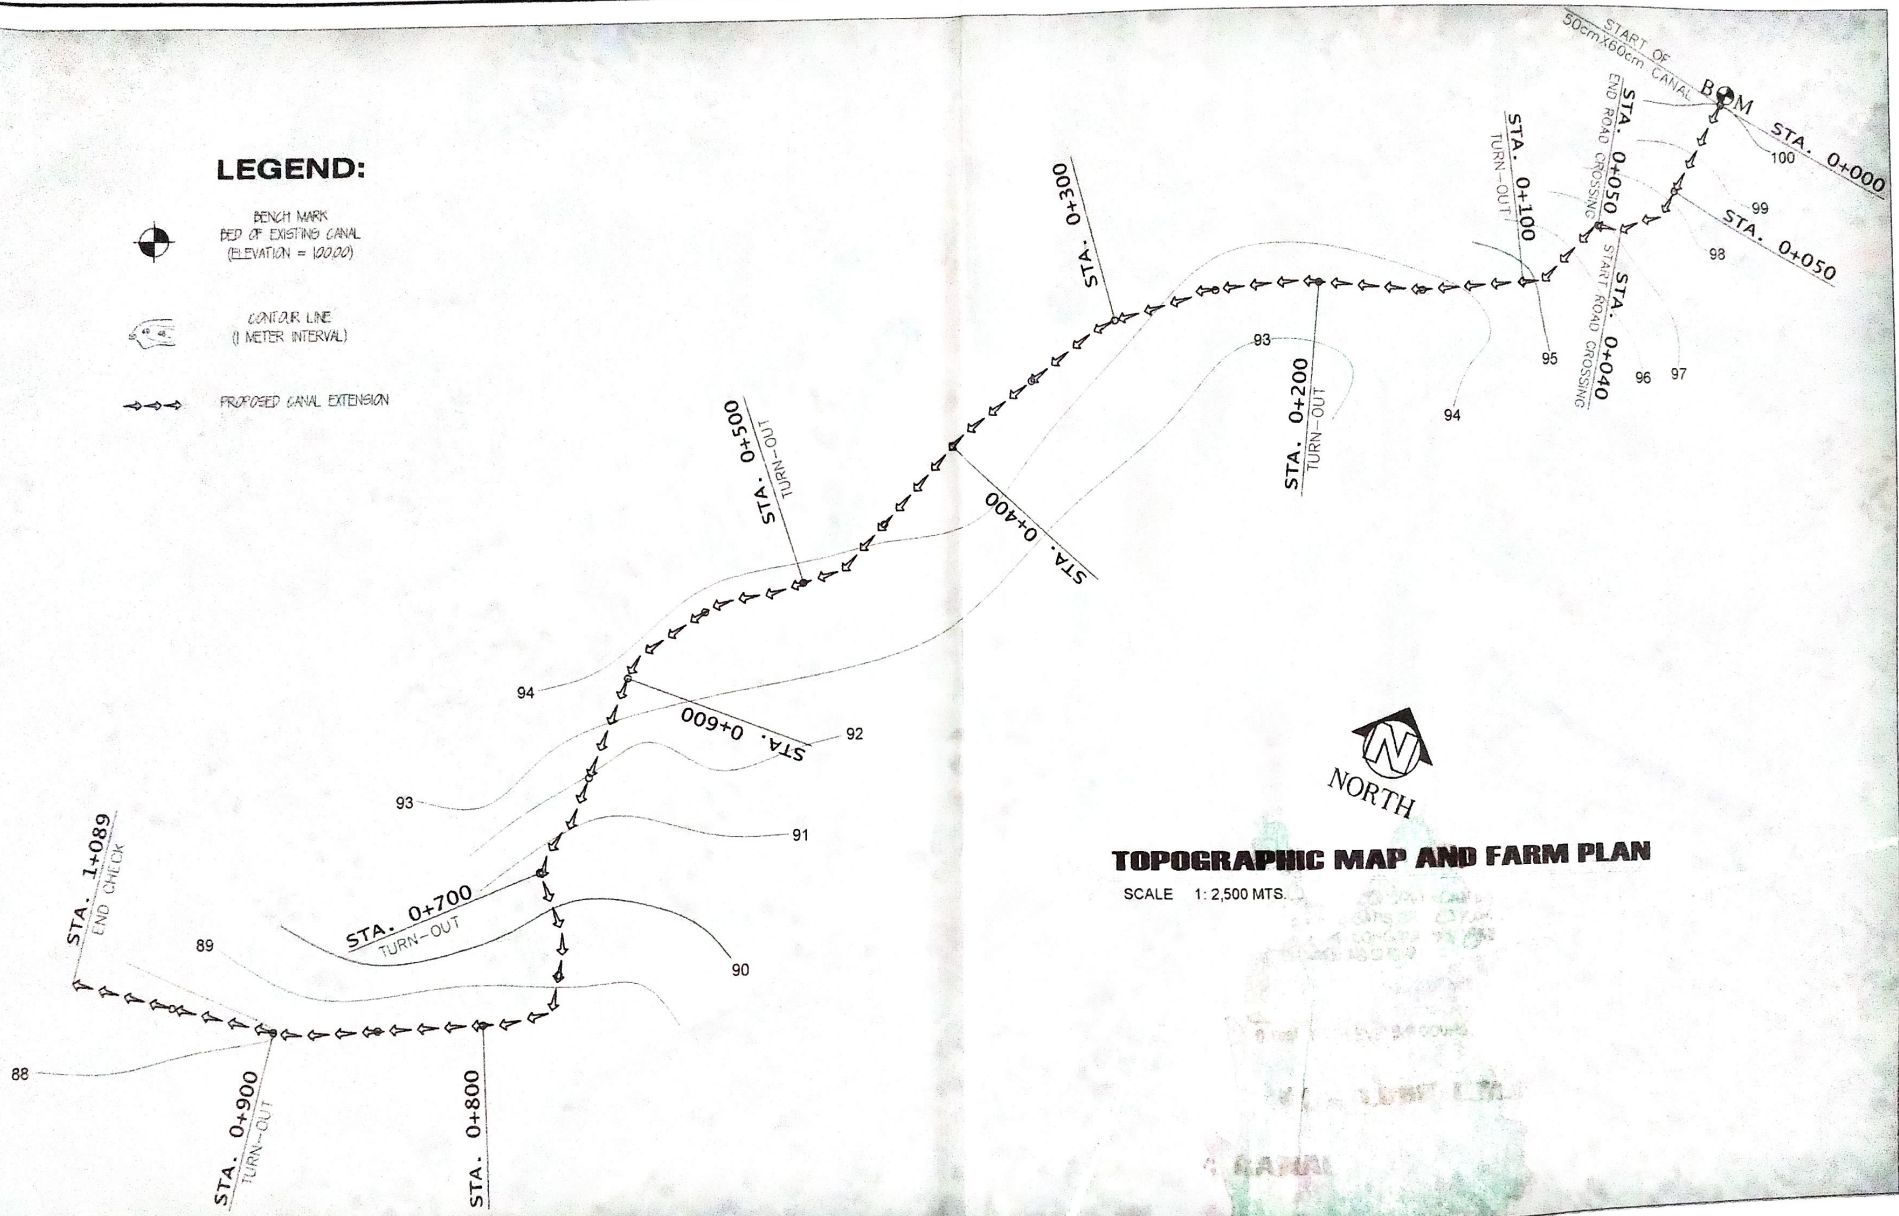 LEGEND:
BENCH MARK
BED OF EXISTING CANAL
(ELEVATION = 100.00)
CONTOUR LINE
(1 METER INTERVAL)
PROPOSED CANAL EXTENSION
START OF
50cmX60cm CANAL
BM
STA. 0+000
100
99
STA. 0+050
98
STA. 0+050
END ROAD CROSSING
STA. 0+040
START ROAD CROSSING
97
96
95
STA. 0+100
TURN-OUT
94
93
STA. 0+200
TURN-OUT
STA. 0+300
STA. 0+400
STA. 0+500
TURN-OUT
94
STA. 0+600
92
93
91
STA. 0+700
TURN-OUT
90
89
STA. 1+089
END CHECK
88
STA. 0+900
TURN-OUT
STA. 0+800
NORTH
N
TOPOGRAPHIC MAP AND FARM PLAN
SCALE 1: 2,500 MTS.